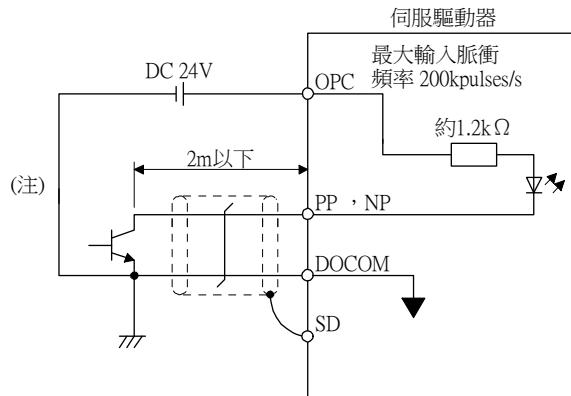 伺服驅動器
最大輸入脈衝
頻率 200kpulses/s
DC 24V
OPC
約1.2kΩ
2m以下
(注)
PP ，NP
DOCOM
SD